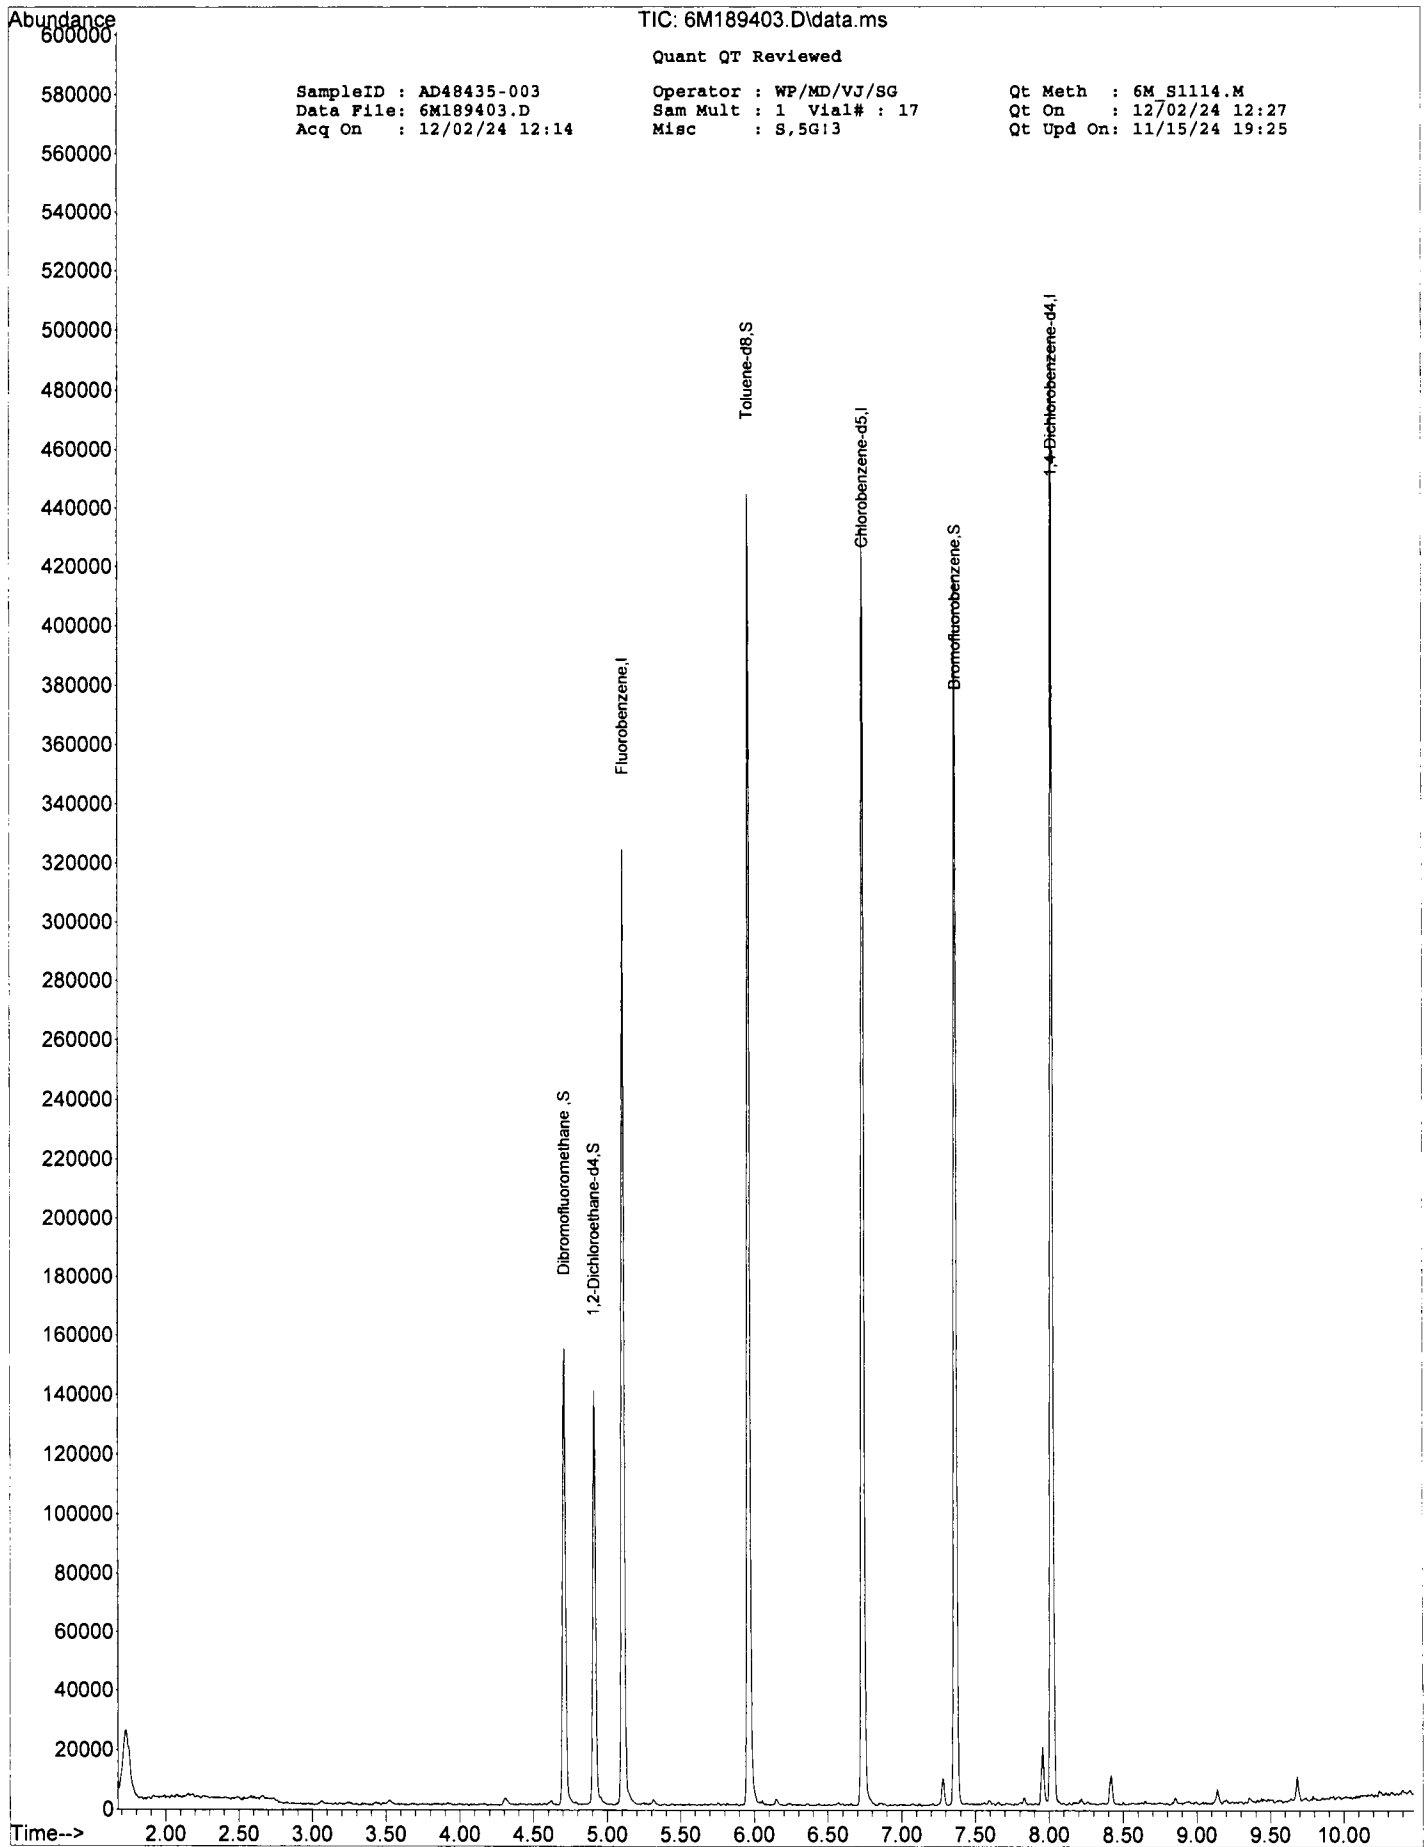 Abundance
TIC: 6M189403.D\data.ms
600000
Quant QT Reviewed
580000
SampleID : AD48435-003 Operator : WP/MD/VJ/SG Qt Meth : 6M_S1114.M
Data File: 6M189403.D Sam Mult : 1 Vial# : 17 Qt On : 12/02/24 12:27
Acq On : 12/02/24 12:14 Misc : S,5G!3 Qt Upd On: 11/15/24 19:25
560000
540000
520000
500000
480000
460000
440000
420000
400000
380000
360000
340000
320000
300000
280000
260000
240000
220000
200000
180000
160000
140000
120000
100000
80000
60000
40000
20000
0
Dibromofluoromethane ,S
1,2-Dichloroethane-d4,S
Fluorobenzene,I
Toluene-d8,S
Chlorobenzene-d5,I
Bromofluorobenzene,S
1,4-Dichlorobenzene-d4,I
Time--> 2.00 2.50 3.00 3.50 4.00 4.50 5.00 5.50 6.00 6.50 7.00 7.50 8.00 8.50 9.00 9.50 10.00